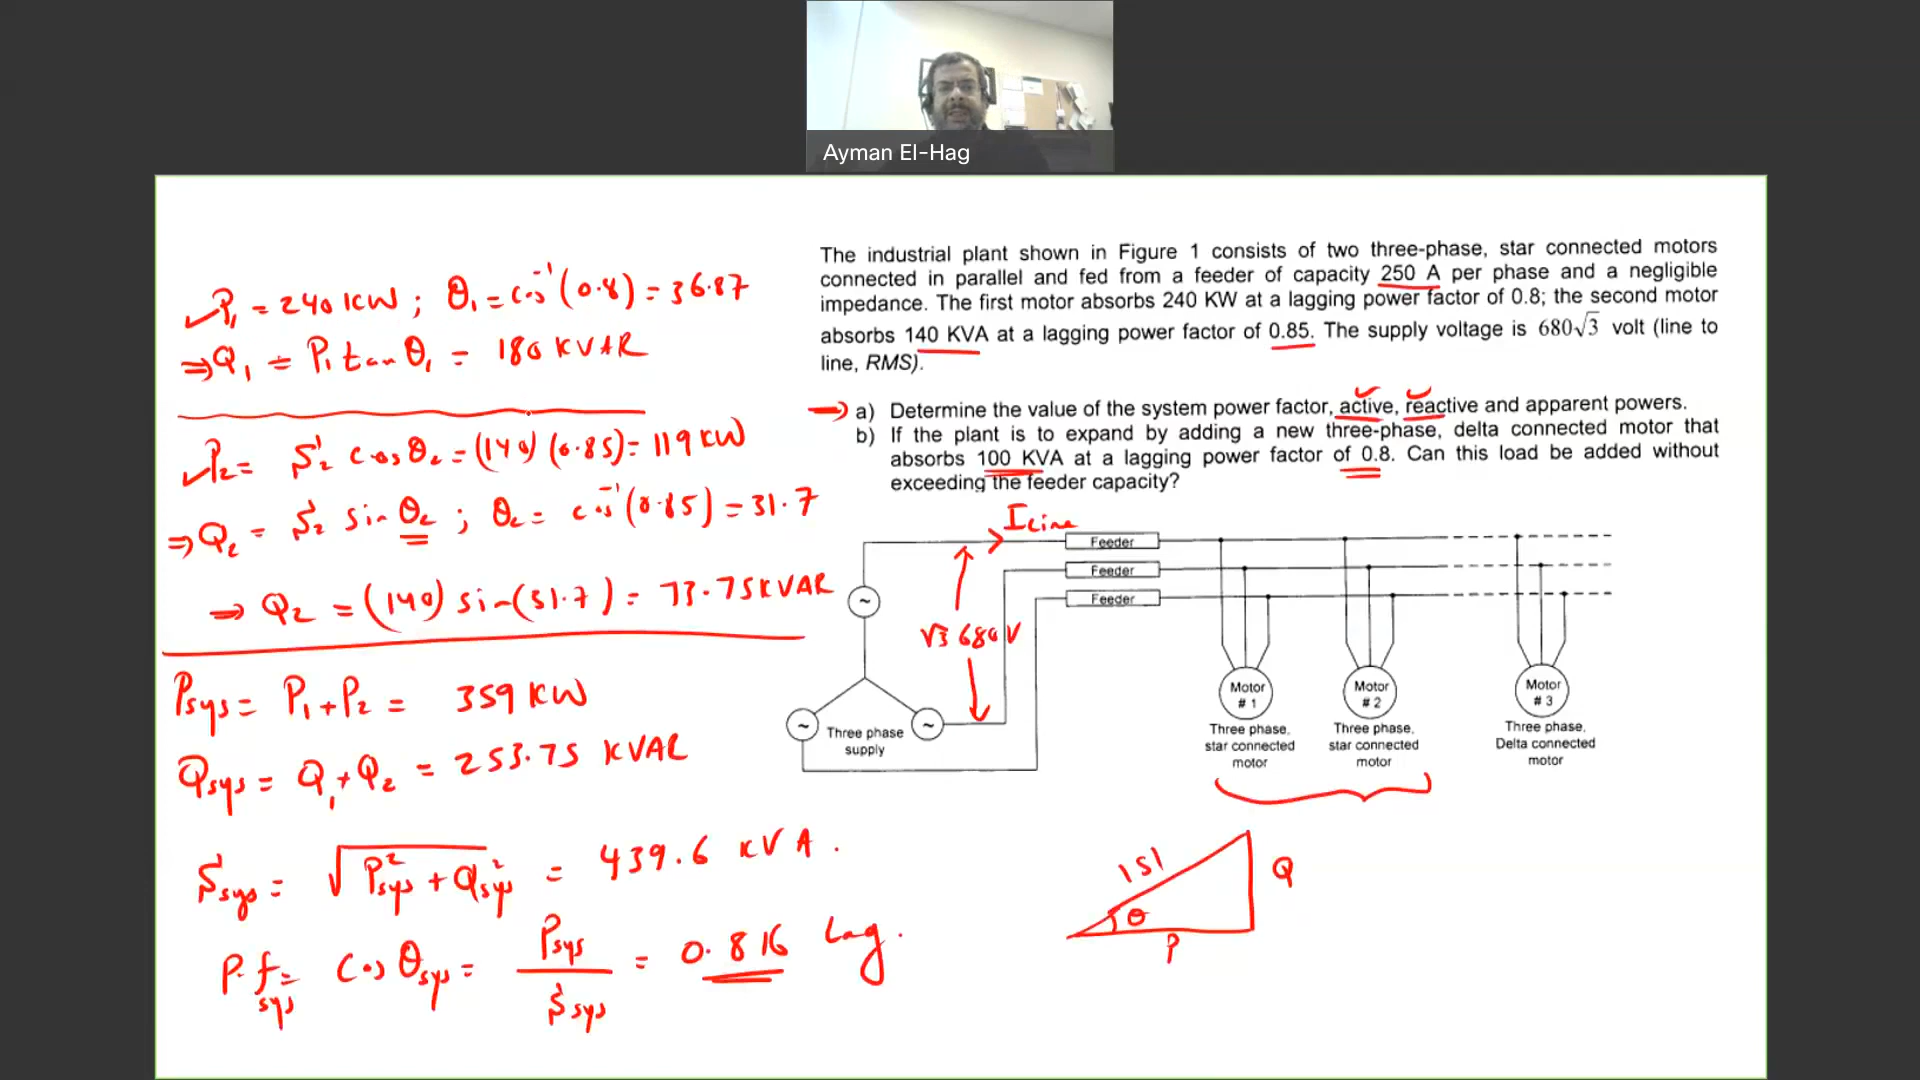 Ayman El-Hag
P₁ = 240 KW ; θ₁ = cos⁻¹(0.8) = 36.87
⇒ Q₁ = P₁ tan θ₁ = 180 KVAR
P₂ = S₂ cos θ₂ = (140) (0.85) = 119 KW
⇒ Q₂ = S₂ sin θ₂ ; θ₂ = cos⁻¹(0.85) = 31.7
⇒ Q₂ = (140) sin(31.7) = 73.75 KVAR
Psys = P₁ + P₂ = 359 KW
Qsys = Q₁ + Q₂ = 253.75 KVAR
Ssys = √(Psys² + Qsys²) = 439.6 KVA.
P.fsys = cos θsys = Psys / Ssys = 0.816 Lag.
The industrial plant shown in Figure 1 consists of two three-phase, star connected motors
connected in parallel and fed from a feeder of capacity 250 A per phase and a negligible
impedance. The first motor absorbs 240 KW at a lagging power factor of 0.8; the second motor
absorbs 140 KVA at a lagging power factor of 0.85. The supply voltage is 680√3 volt (line to
line, RMS).
a) Determine the value of the system power factor, active, reactive and apparent powers.
b) If the plant is to expand by adding a new three-phase, delta connected motor that
absorbs 100 KVA at a lagging power factor of 0.8. Can this load be added without
exceeding the feeder capacity?
ILine
Feeder
Feeder
Feeder
√3 680 V
Three phase
supply
Motor
# 1
Three phase,
star connected
motor
Motor
# 2
Three phase,
star connected
motor
Motor
# 3
Three phase,
Delta connected
motor
|S|
Q
θ
P